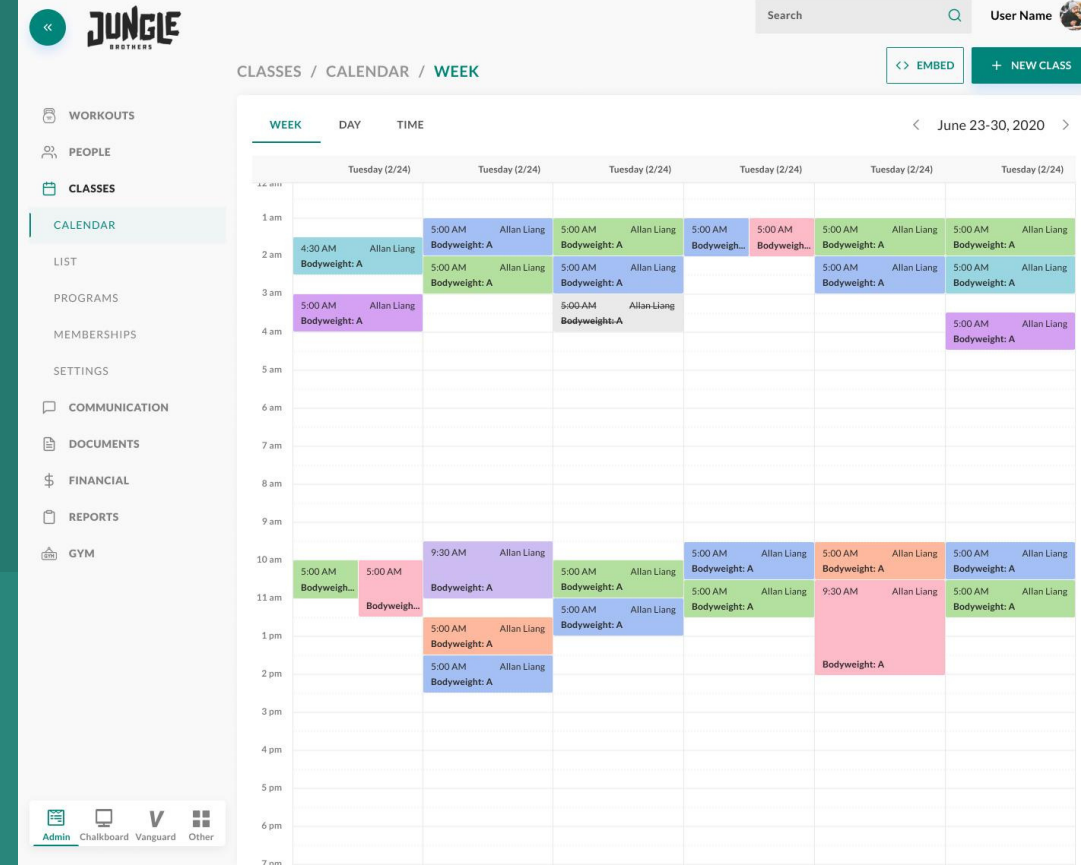 «
JUNGLE
BROTHERS
Search
User Name
CLASSES / CALENDAR / WEEK
<> EMBED
+ NEW CLASS
WORKOUTS
PEOPLE
CLASSES
CALENDAR
LIST
PROGRAMS
MEMBERSHIPS
SETTINGS
COMMUNICATION
DOCUMENTS
FINANCIAL
REPORTS
GYM
Admin Chalkboard Vanguard Other
WEEK DAY TIME
< June 23-30, 2020 >
Tuesday (2/24) Tuesday (2/24) Tuesday (2/24) Tuesday (2/24) Tuesday (2/24) Tuesday (2/24)
12 am
1 am
2 am
3 am
4 am
5 am
6 am
7 am
8 am
9 am
10 am
11 am
1 pm
2 pm
3 pm
4 pm
5 pm
6 pm
7 pm
4:30 AM Allan Liang
Bodyweight: A
5:00 AM Allan Liang
Bodyweight: A
5:00 AM
Bodyweigh...
5:00 AM
Bodyweigh...
5:00 AM Allan Liang
Bodyweight: A
5:00 AM Allan Liang
Bodyweight: A
9:30 AM Allan Liang
Bodyweight: A
5:00 AM Allan Liang
Bodyweight: A
5:00 AM Allan Liang
Bodyweight: A
5:00 AM Allan Liang
Bodyweight: A
5:00 AM Allan Liang
Bodyweight: A
5:00 AM Allan Liang
Bodyweight: A
5:00 AM Allan Liang
Bodyweight: A
5:00 AM Allan Liang
Bodyweight: A
5:00 AM
Bodyweigh...
5:00 AM
Bodyweigh...
5:00 AM Allan Liang
Bodyweight: A
5:00 AM Allan Liang
Bodyweight: A
5:00 AM Allan Liang
Bodyweight: A
5:00 AM Allan Liang
Bodyweight: A
5:00 AM Allan Liang
Bodyweight: A
9:30 AM Allan Liang
Bodyweight: A
5:00 AM Allan Liang
Bodyweight: A
5:00 AM Allan Liang
Bodyweight: A
5:00 AM Allan Liang
Bodyweight: A
5:00 AM Allan Liang
Bodyweight: A
5:00 AM Allan Liang
Bodyweight: A